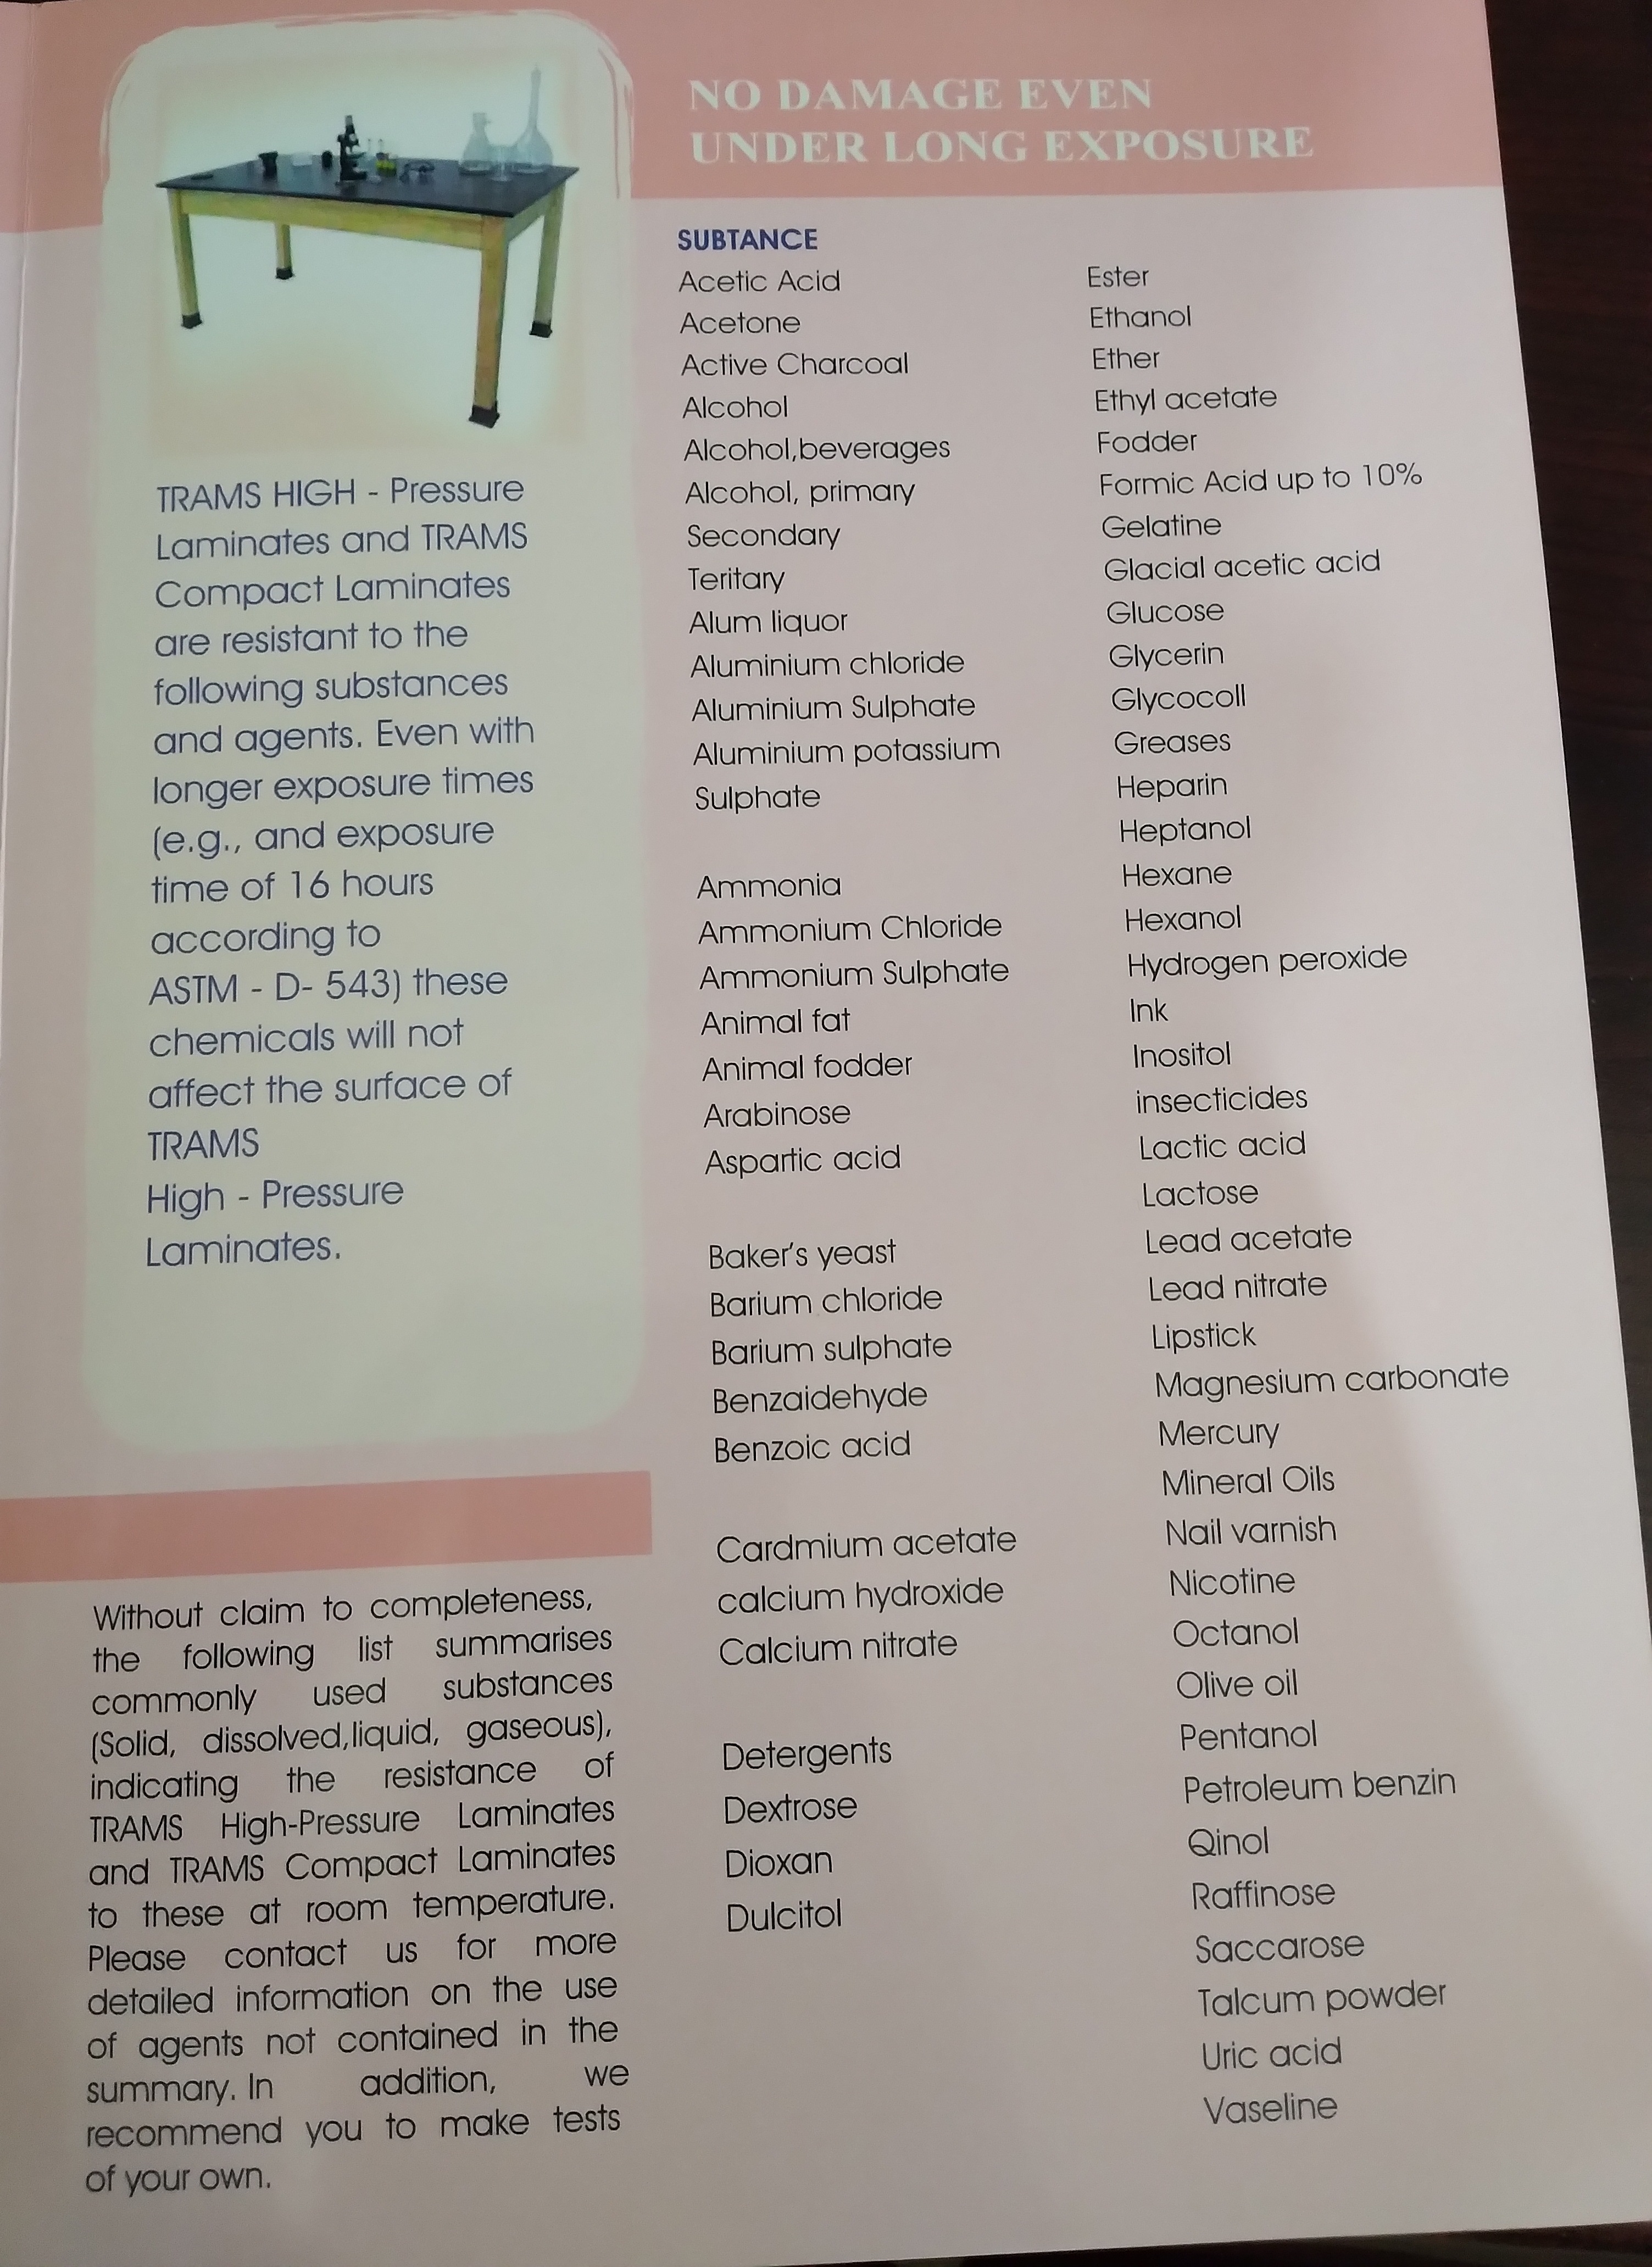 NO DAMAGE EVEN
UNDER LONG EXPOSURE
TRAMS HIGH - Pressure
Laminates and TRAMS
Compact Laminates
are resistant to the
following substances
and agents. Even with
longer exposure times
(e.g., and exposure
time of 16 hours
according to
ASTM - D- 543) these
chemicals will not
affect the surface of
TRAMS
High - Pressure
Laminates.
Without claim to completeness,
the following list summarises
commonly used substances
(Solid, dissolved,liquid, gaseous),
indicating the resistance of
TRAMS High-Pressure Laminates
and TRAMS Compact Laminates
to these at room temperature.
Please contact us for more
detailed information on the use
of agents not contained in the
summary. In addition, we
recommend you to make tests
of your own.
SUBTANCE
Acetic Acid
Acetone
Active Charcoal
Alcohol
Alcohol,beverages
Alcohol, primary
Secondary
Teritary
Alum liquor
Aluminium chloride
Aluminium Sulphate
Aluminium potassium
Sulphate
Ammonia
Ammonium Chloride
Ammonium Sulphate
Animal fat
Animal fodder
Arabinose
Aspartic acid
Baker's yeast
Barium chloride
Barium sulphate
Benzaidehyde
Benzoic acid
Cardmium acetate
calcium hydroxide
Calcium nitrate
Detergents
Dextrose
Dioxan
Dulcitol
Ester
Ethanol
Ether
Ethyl acetate
Fodder
Formic Acid up to 10%
Gelatine
Glacial acetic acid
Glucose
Glycerin
Glycocoll
Greases
Heparin
Heptanol
Hexane
Hexanol
Hydrogen peroxide
Ink
Inositol
insecticides
Lactic acid
Lactose
Lead acetate
Lead nitrate
Lipstick
Magnesium carbonate
Mercury
Mineral Oils
Nail varnish
Nicotine
Octanol
Olive oil
Pentanol
Petroleum benzin
Qinol
Raffinose
Saccarose
Talcum powder
Uric acid
Vaseline